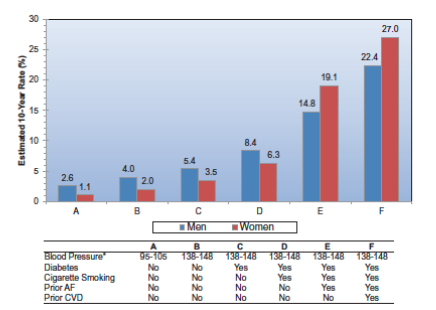 30
25
20
15
10
5
0
Estimated 10-Year Rate (%)
2.6 1.1 4.0 2.0 5.4 3.5 8.4 6.3 14.8 19.1 22.4 27.0
A B C D E F
Men Women
A B C D E F
Blood Pressure* 95-105 138-148 138-148 138-148 138-148 138-148
Diabetes No No Yes Yes Yes Yes
Cigarette Smoking No No No Yes Yes Yes
Prior AF No No No No Yes Yes
Prior CVD No No No No No Yes